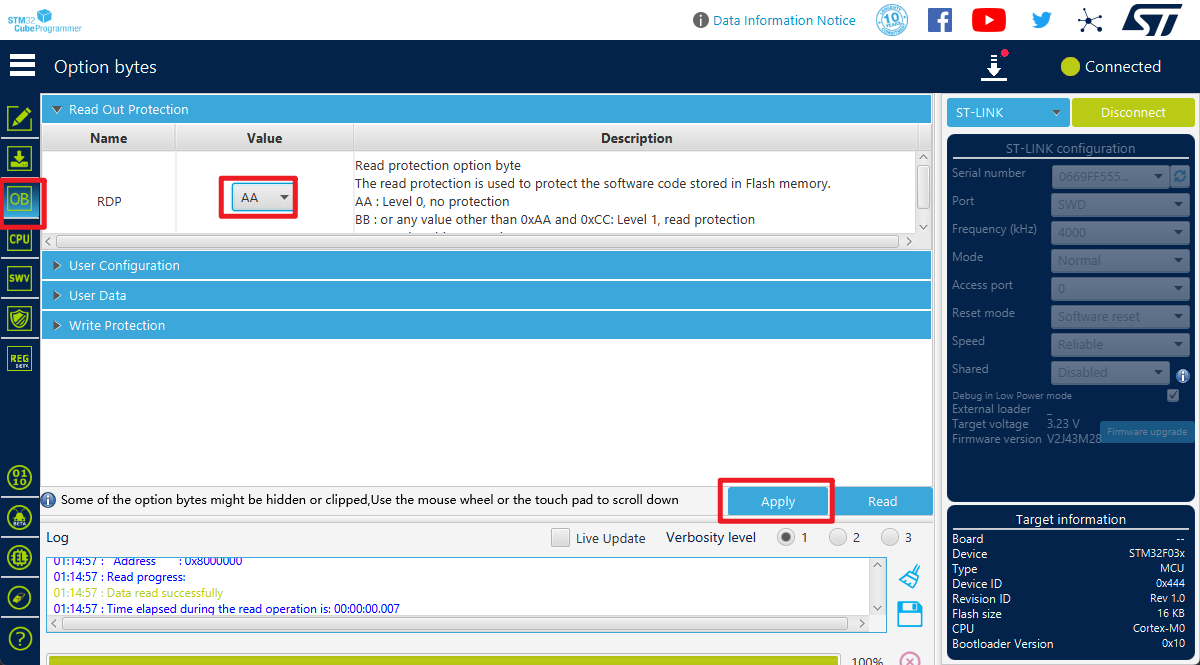 STM32
CubeProgrammer
Data Information Notice
10
Option bytes
Connected
Read Out Protection
Name Value Description
RDP
AA
Read protection option byte
The read protection is used to protect the software code stored in Flash memory.
AA : Level 0, no protection
BB : or any value other than 0xAA and 0xCC: Level 1, read protection
User Configuration
User Data
Write Protection
OB
CPU
SWV
REG
BETA
01
10
BETA
Some of the option bytes might be hidden or clipped,Use the mouse wheel or the touch pad to scroll down
Apply
Read
Log
Live Update
Verbosity level 1 2 3
01:14:57 : Address : 0x8000000
01:14:57 : Read progress:
01:14:57 : Data read successfully
01:14:57 : Time elapsed during the read operation is: 00:00:00.007
100%
ST-LINK
Disconnect
ST-LINK configuration
Serial number 0669FF555...
Port SWD
Frequency (kHz) 4000
Mode Normal
Access port 0
Reset mode Software reset
Speed Reliable
Shared Disabled
Debug in Low Power mode
External loader _
Target voltage 3.23 V
Firmware version V2J43M28
Firmware upgrade
Target information
Board --
Device STM32F03x
Type MCU
Device ID 0x444
Revision ID Rev 1.0
Flash size 16 KB
CPU Cortex-M0
Bootloader Version 0x10